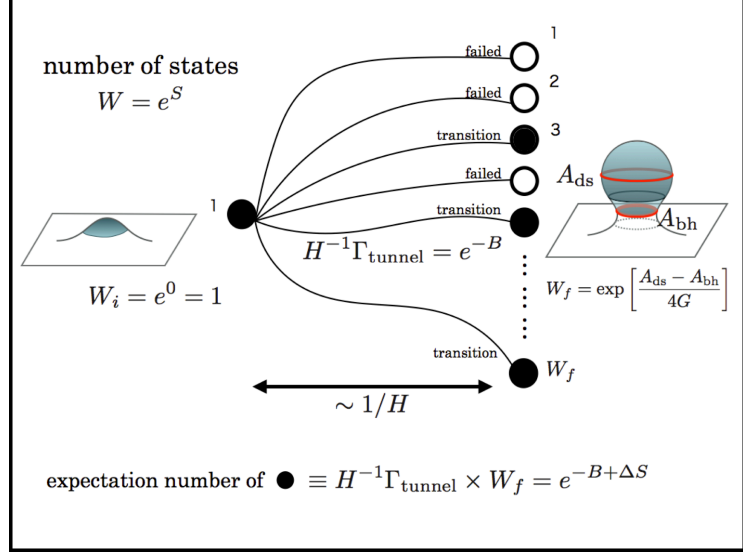 number of states
W = e^S
failed
1
failed
2
transition
3
failed
transition
1
A_ds
A_bh
H^{-1}Γ_tunnel = e^{-B}
W_i = e^0 = 1
W_f = exp[(A_ds − A_bh)/4G]
transition
W_f
∼ 1/H
expectation number of ● ≡ H^{-1}Γ_tunnel × W_f = e^{-B+ΔS}